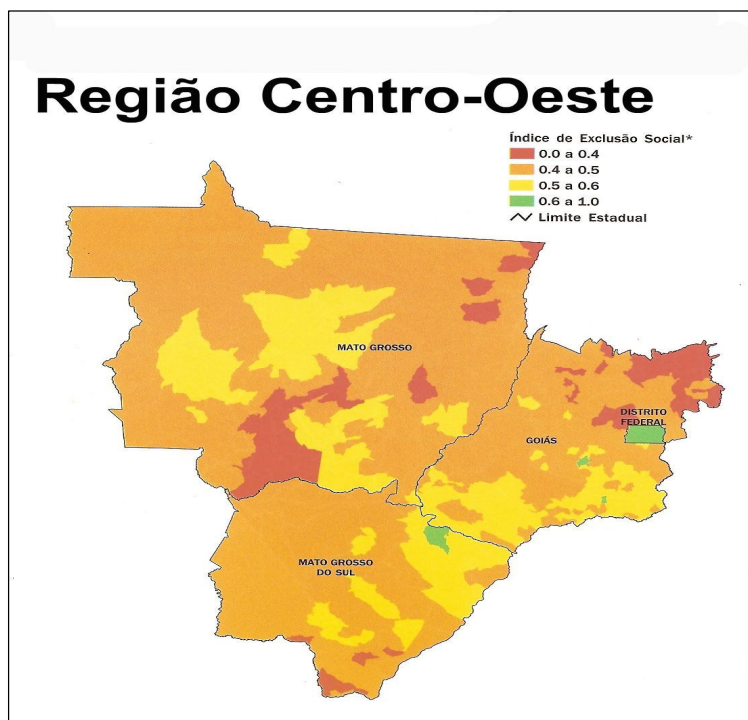 Região Centro-Oeste
Índice de Exclusão Social*
0.0 a 0.4
0.4 a 0.5
0.5 a 0.6
0.6 a 1.0
Limite Estadual
MATO GROSSO
DISTRITO
FEDERAL
GOIÁS
MATO GROSSO
DO SUL